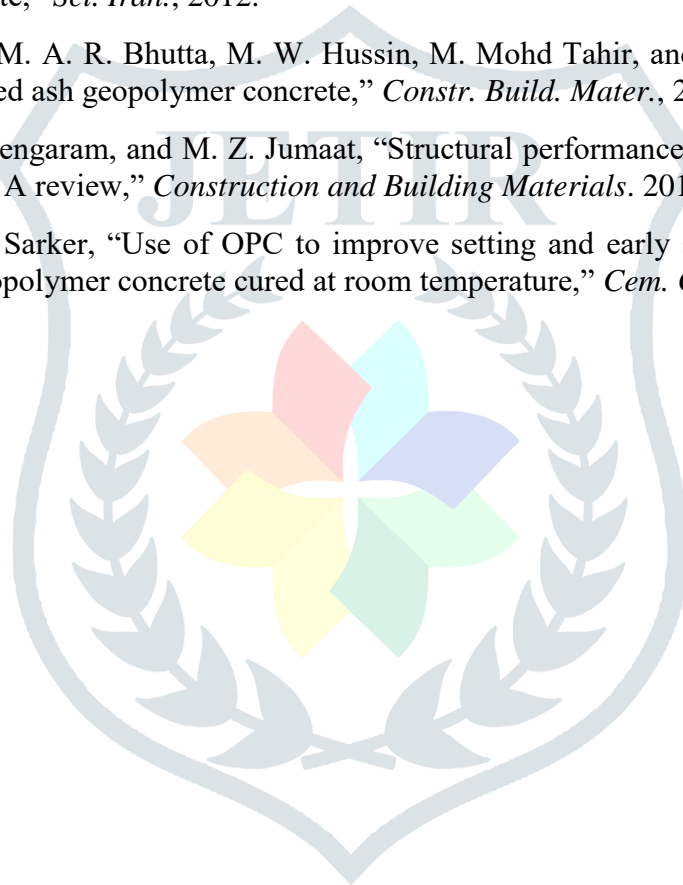 te,” Sci. Iran., 2012.
M. A. R. Bhutta, M. W. Hussin, M. Mohd Tahir, and
ed ash geopolymer concrete,” Constr. Build. Mater., 2
engaram, and M. Z. Jumaat, “Structural performance
A review,” Construction and Building Materials. 201
JETIR
Sarker, “Use of OPC to improve setting and early
opolymer concrete cured at room temperature,” Cem.